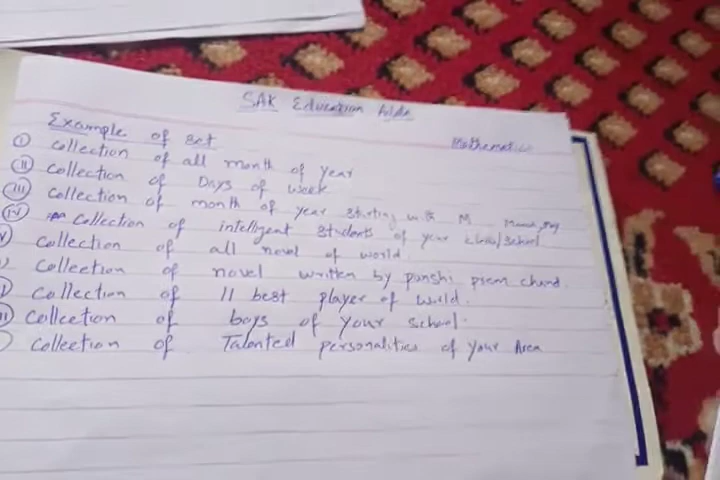 SAK Education
Example of set
Mathematics
(I) Collection of all month of year
(II) Collection of Days of week
(III) Collection of month of year starting with M
(IV) Collection of intelligent students of your class/school
Collection of all novel of world.
Collection of novel written by punshi prem chand.
Collection of 11 best player of world.
Collection of boys of your school.
Collection of Talented personalities of your Area